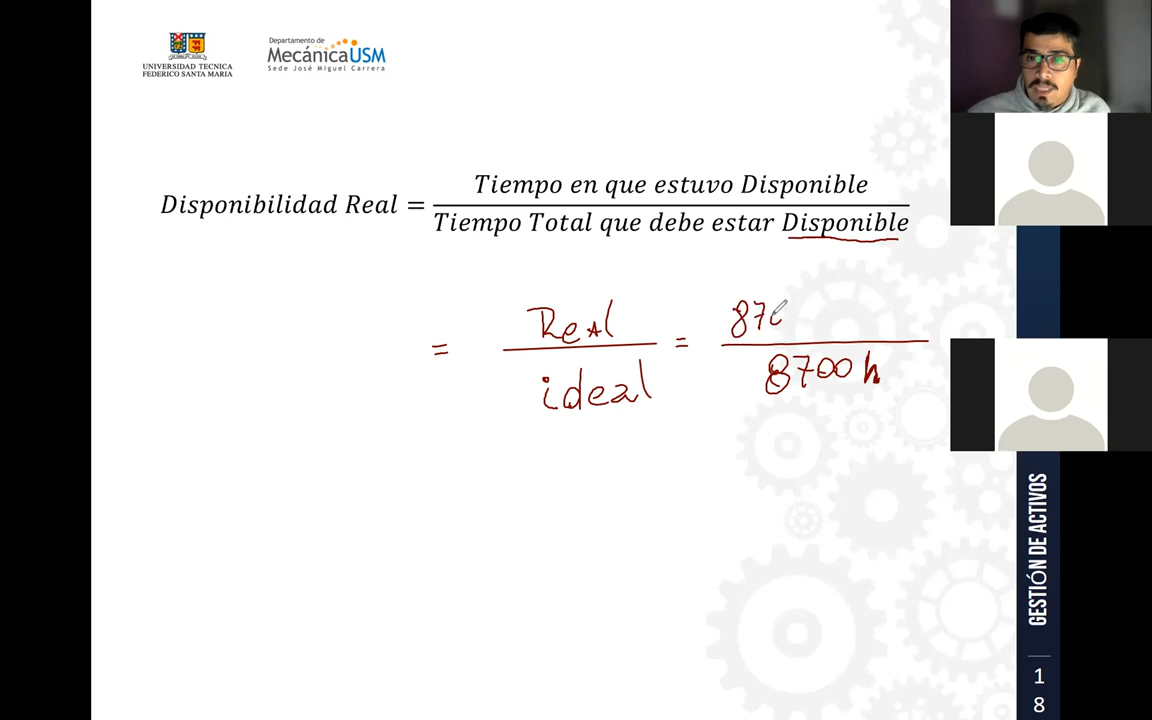 UNIVERSIDAD TECNICA
FEDERICO SANTA MARIA
Departamento de
MecánicaUSM
Sede José Miguel Carrera
Disponibilidad Real = Tiempo en que estuvo Disponible
Tiempo Total que debe estar Disponible
= Real = 870
ideal 8700 h
GESTIÓN DE ACTIVOS
1
8